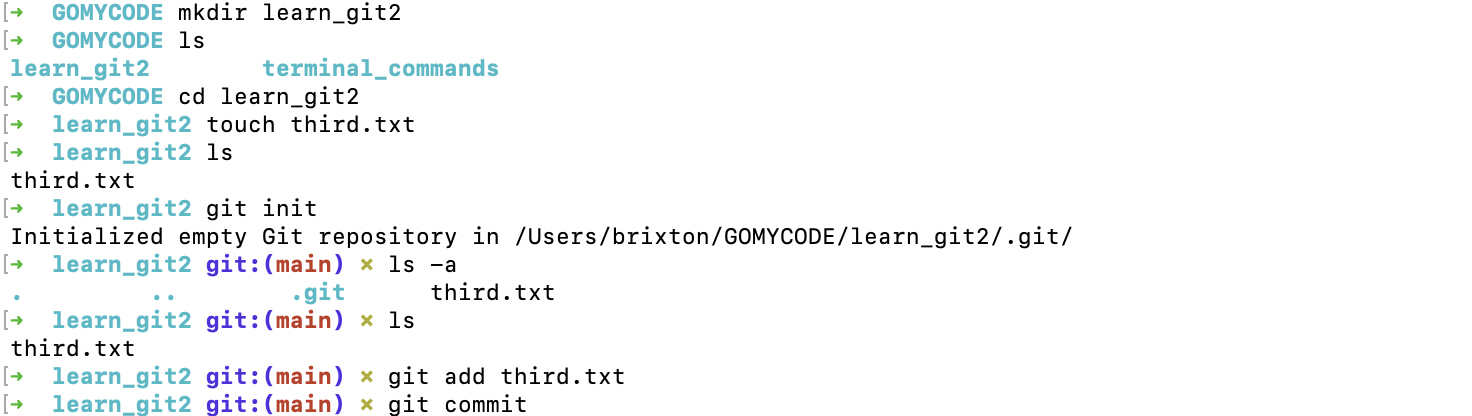 [→ GOMYCODE mkdir learn_git2
[→ GOMYCODE ls
learn_git2 terminal_commands
[→ GOMYCODE cd learn_git2
[→ learn_git2 touch third.txt
[→ learn_git2 ls
third.txt
[→ learn_git2 git init
Initialized empty Git repository in /Users/brixton/GOMYCODE/learn_git2/.git/
[→ learn_git2 git:(main) × ls -a
. .. .git third.txt
[→ learn_git2 git:(main) × ls
third.txt
[→ learn_git2 git:(main) × git add third.txt
[→ learn_git2 git:(main) × git commit